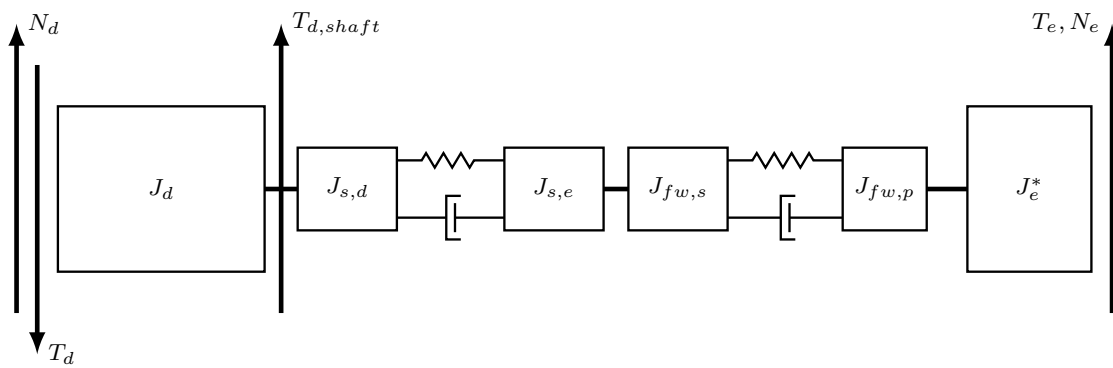 N_d
T_{d,shaft}
T_e, N_e
J_d
J_{s,d}
J_{s,e}
J_{fw,s}
J_{fw,p}
J_e^*
T_d